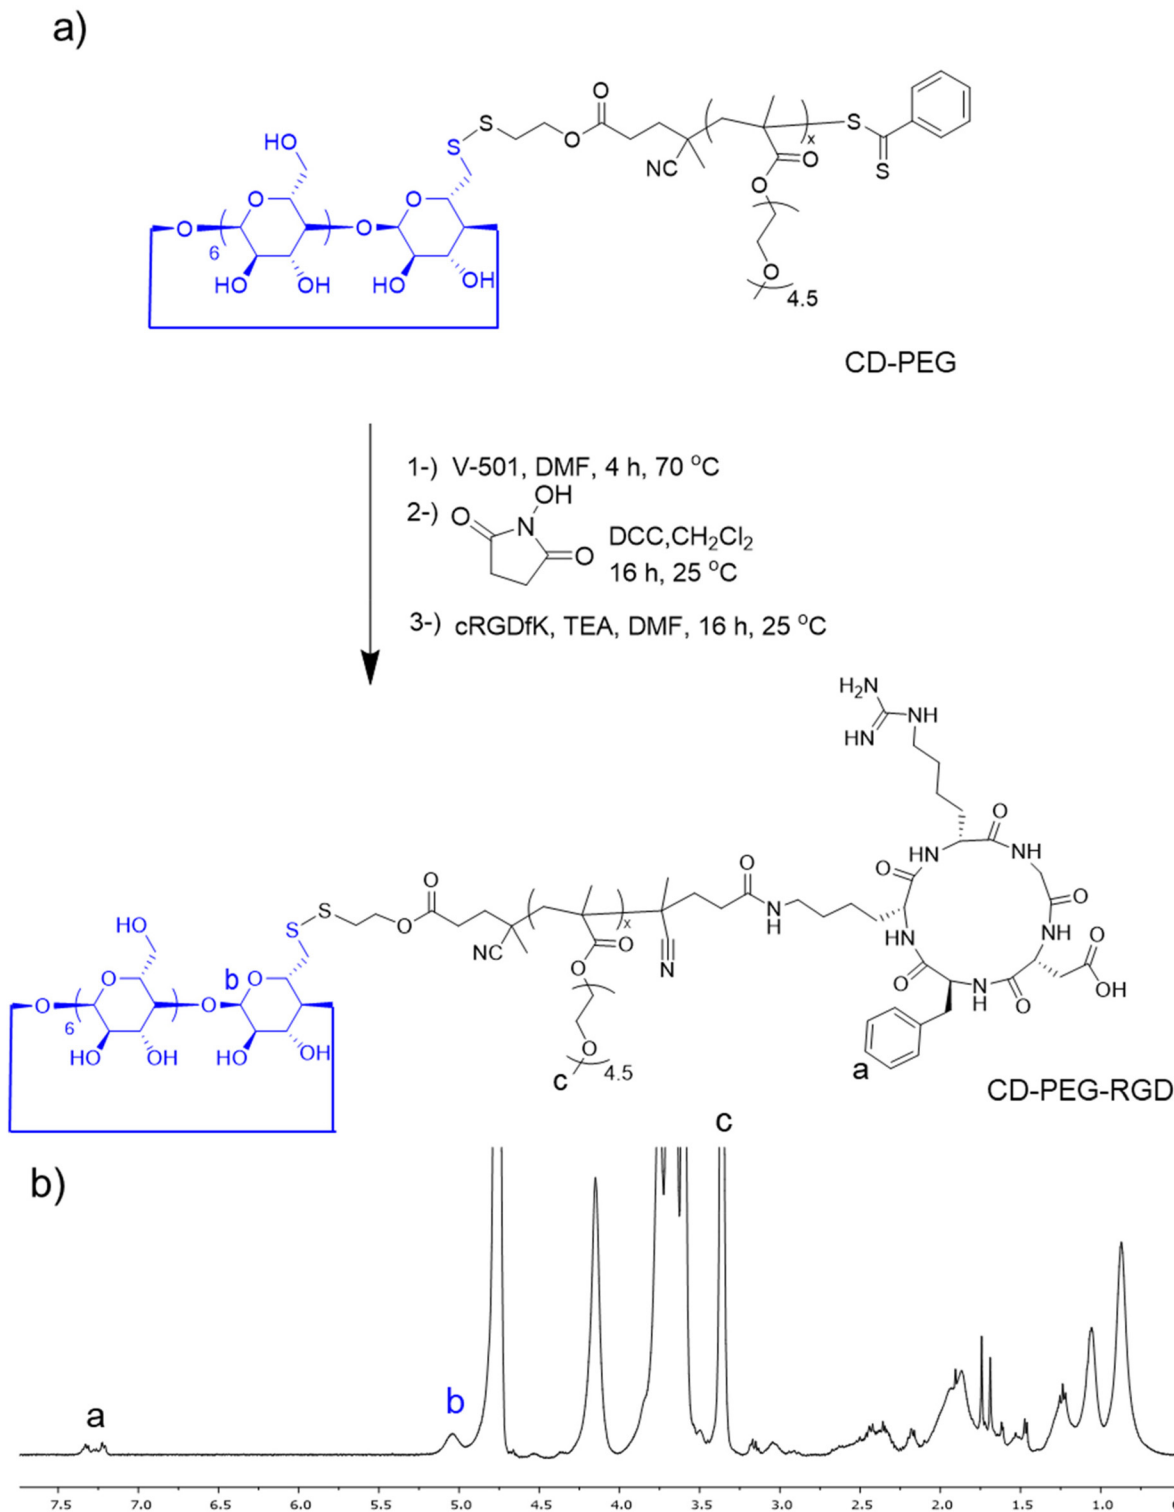 a)
O
S
S
O
NC
x
S
S
O
O
O
4.5
HO
O
O
6
HO
OH
O
O
HO
OH
CD-PEG
1-) V-501, DMF, 4 h, 70 °C
2-)
OH
O
N
O
DCC,CH₂Cl₂
16 h, 25 °C
3-) cRGDfK, TEA, DMF, 16 h, 25 °C
H₂N
NH
HN
O
HN
NH
O
O
O
O
N
H
NH
NH
O
O
OH
O
N
H
O
a
S
S
O
NC
x
N
O
O
O
c
4.5
HO
b
O
O
O
6
HO
OH
O
HO
OH
CD-PEG-RGD
b)
c
a
b
7.5 7.0 6.5 6.0 5.5 5.0 4.5 4.0 3.5 3.0 2.5 2.0 1.5 1.0